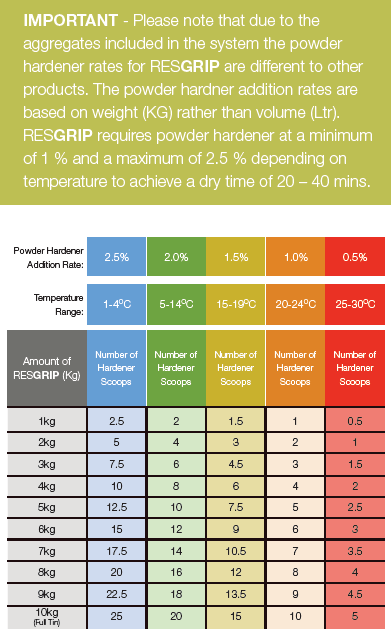 IMPORTANT - Please note that due to the
aggregates included in the system the powder
hardener rates for RESGRIP are different to other
products. The powder hardner addition rates are
based on weight (KG) rather than volume (Ltr).
RESGRIP requires powder hardener at a minimum
of 1 % and a maximum of 2.5 % depending on
temperature to achieve a dry time of 20 – 40 mins.
Powder Hardener
Addition Rate:
2.5% 2.0% 1.5% 1.0% 0.5%
Temperature
Range:
1-4ºC 5-14ºC 15-19ºC 20-24ºC 25-30ºC
Amount of
RESGRIP (Kg)
Number of
Hardener
Scoops
Number of
Hardener
Scoops
Number of
Hardener
Scoops
Number of
Hardener
Scoops
Number of
Hardener
Scoops
1kg 2.5 2 1.5 1 0.5
2kg 5 4 3 2 1
3kg 7.5 6 4.5 3 1.5
4kg 10 8 6 4 2
5kg 12.5 10 7.5 5 2.5
6kg 15 12 9 6 3
7kg 17.5 14 10.5 7 3.5
8kg 20 16 12 8 4
9kg 22.5 18 13.5 9 4.5
10kg 25 20 15 10 5
(Full Tin)